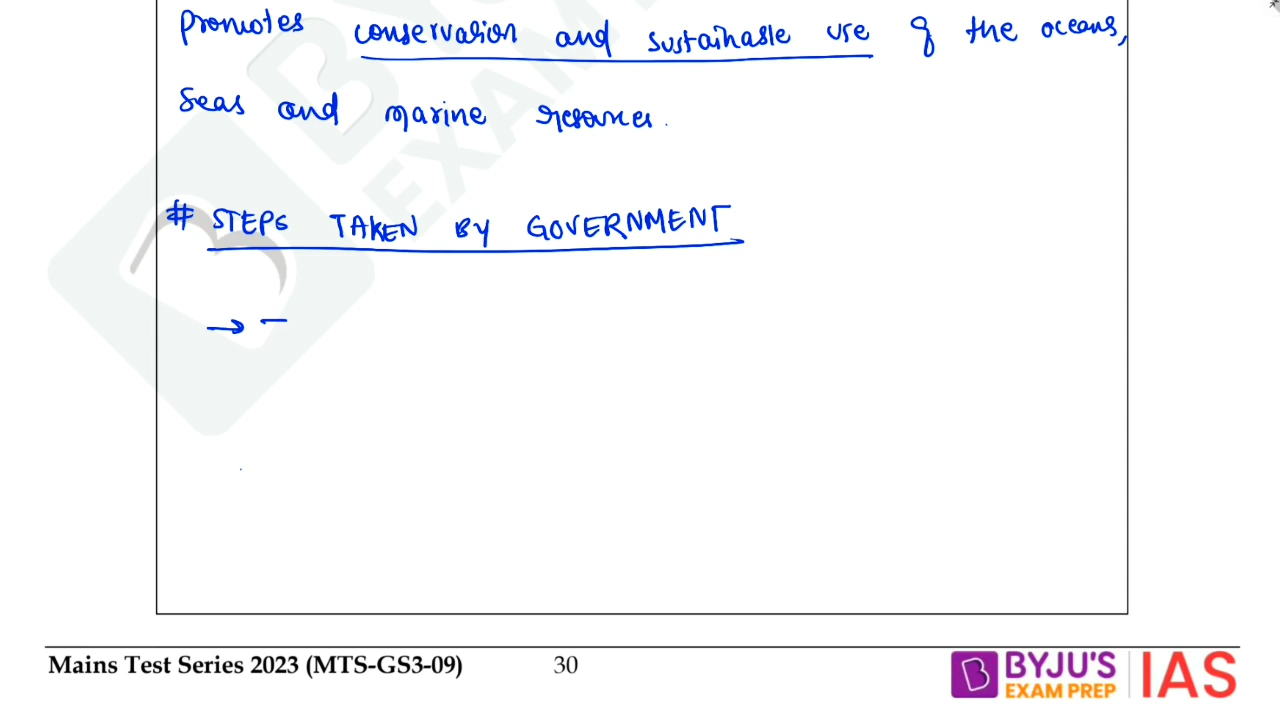 promotes conservation and sustainable use of the oceans,
seas and marine resources.
# STEPS TAKEN BY GOVERNMENT
→
Mains Test Series 2023 (MTS-GS3-09) 30
BYJU'S EXAM PREP IAS